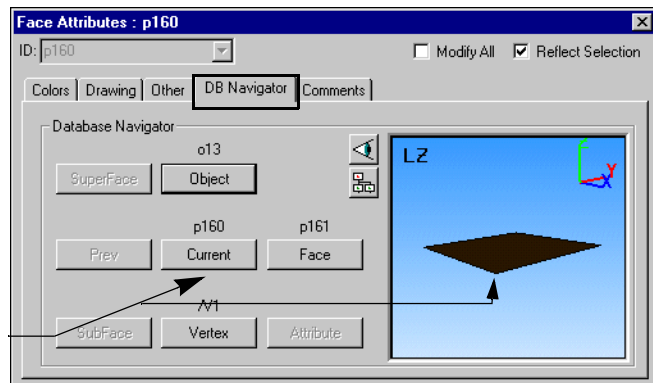 Face Attributes : p160
ID: p160
Modify All
Reflect Selection
Colors
Drawing
Other
DB Navigator
Comments
Database Navigator
o13
SuperFace
Object
p160
p161
Prev
Current
Face
/V1
SubFace
Vertex
Attribute
LZ
Y
X